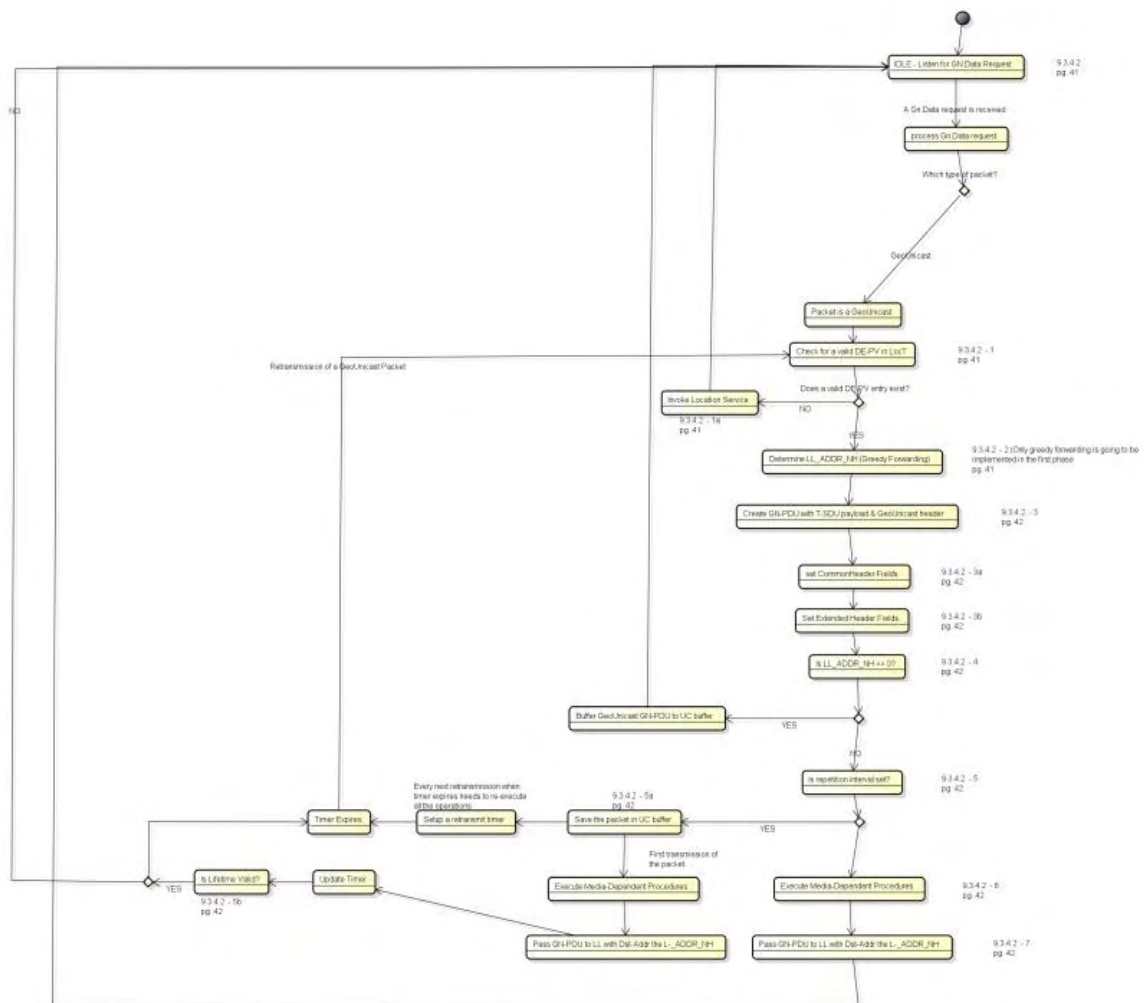 IDLE - Listen for GN Data Request
9.3.4.2
pg. 41
NO
A Gn.Data request is received
process Gn.Data request
Which type of packet?
GeoUnicast
Packet is a GeoUnicast
Check for a valid DE-PV in LocT
9.3.4.2 - 1
pg. 41
Retransmission of a GeoUnicast Packet
Does a valid DE-PV entry exist?
Invoke Location Service
NO
9.3.4.2 - 1a
pg. 41
YES
Determine LL_ADDR_NH (Greedy Forwarding)
9.3.4.2 - 2 | Only greedy forwarding is going to be
implemented in the first phase
pg. 41
Create GN-PDU with T-SDU payload & GeoUnicast header
9.3.4.2 - 3
pg. 42
set CommonHeader Fields
9.3.4.2 - 3a
pg. 42
Set Extended Header Fields
9.3.4.2 - 3b
pg. 42
Is LL_ADDR_NH == 0?
9.3.4.2 - 4
pg. 42
Buffer GeoUnicast GN-PDU to UC buffer
YES
NO
Is repetition interval set?
9.3.4.2 - 5
pg. 42
Every next retransmission when
timer expires needs to re-execute
all the operations
9.3.4.2 - 5a
pg. 42
Timer Expires
Setup a retransmit timer
Save the packet in UC buffer
YES
First transmission of
the packet
YES
Is Lifetime Valid?
Update Timer
Execute Media-Dependent Procedures
Execute Media-Dependent Procedures
9.3.4.2 - 6
pg. 42
9.3.4.2 - 5b
pg. 42
Pass GN-PDU to LL with Dst-Addr the L-_ADDR_NH
Pass GN-PDU to LL with Dst-Addr the L-_ADDR_NH
9.3.4.2 - 7
pg. 42